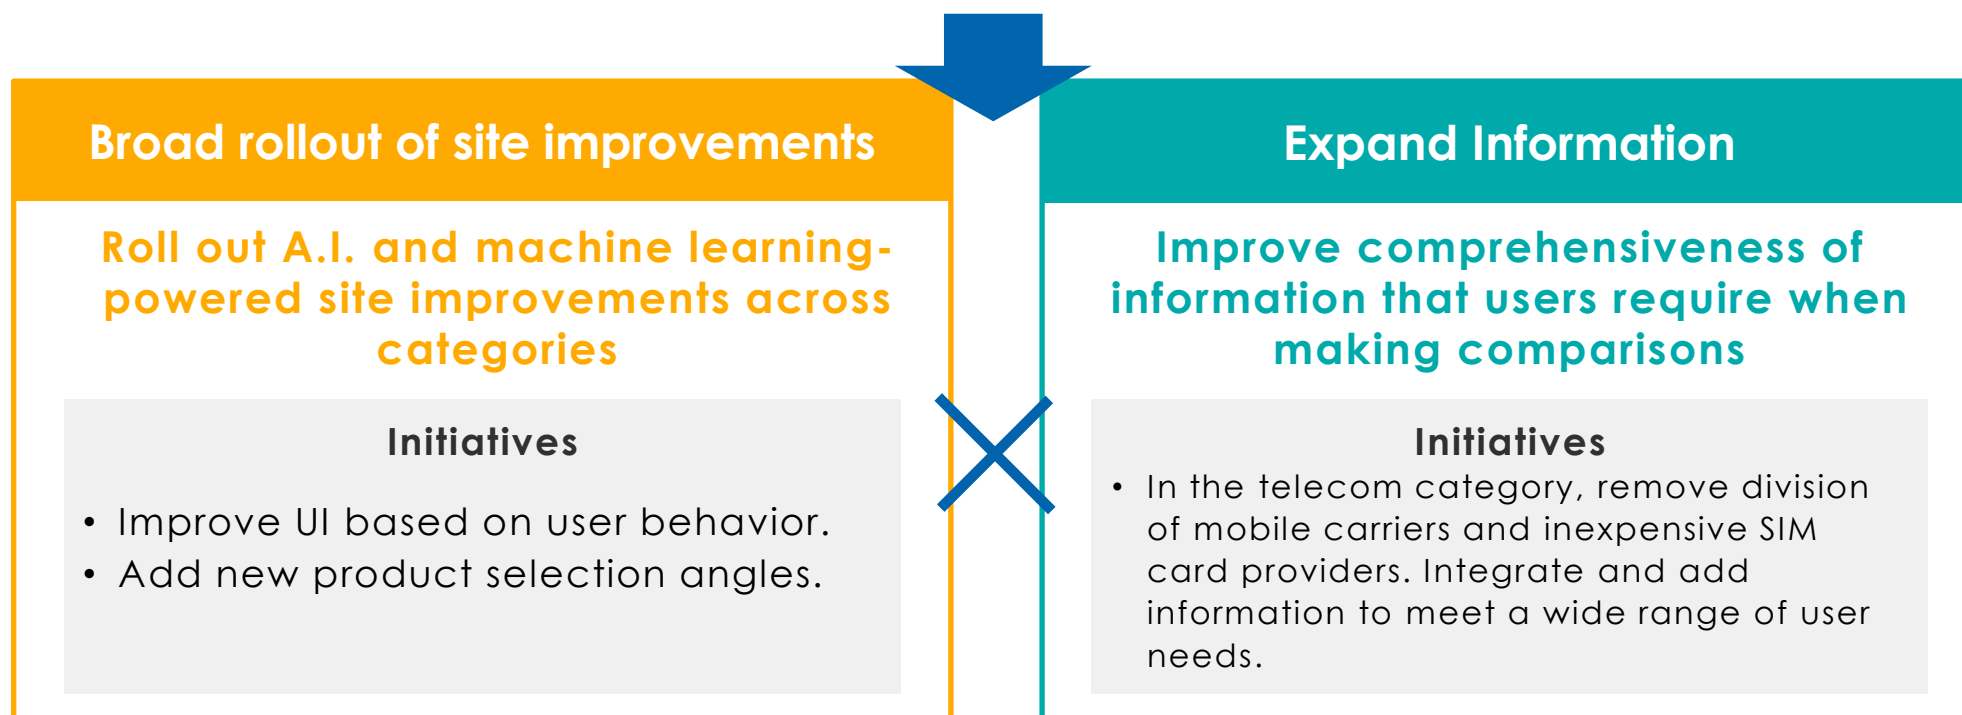 Broad rollout of site improvements
Roll out A.I. and machine learning-
powered site improvements across
categories
Initiatives
• Improve UI based on user behavior.
• Add new product selection angles.
Expand Information
Improve comprehensiveness of
information that users require when
making comparisons
Initiatives
• In the telecom category, remove division
of mobile carriers and inexpensive SIM
card providers. Integrate and add
information to meet a wide range of user
needs.